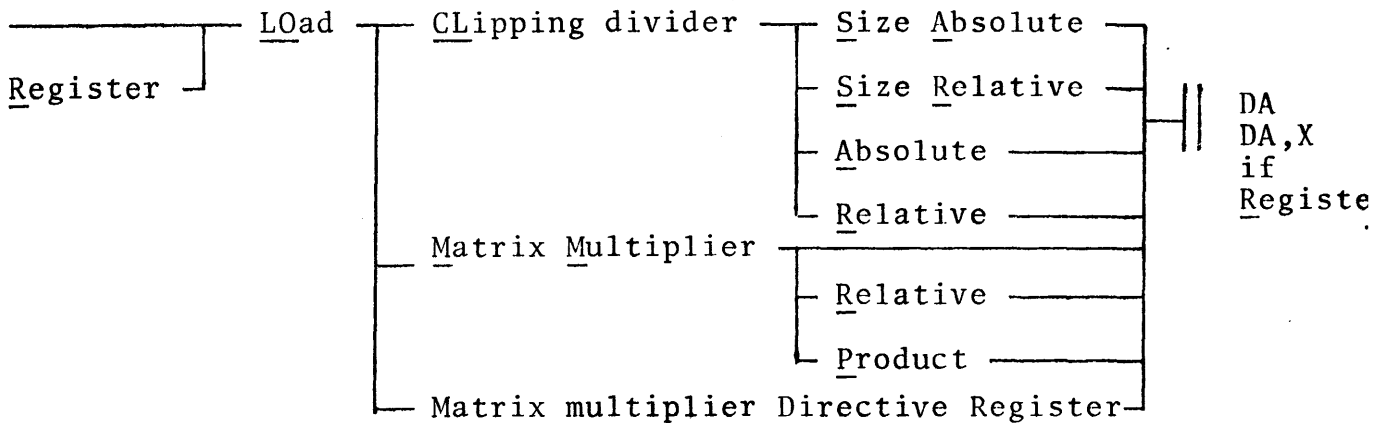 LOad CLipping divider Size Absolute
Register Size Relative
DA
DA,X
Absolute
if
Relative Registe
Matrix Multiplier
Relative
Product
Matrix multiplier Directive Register